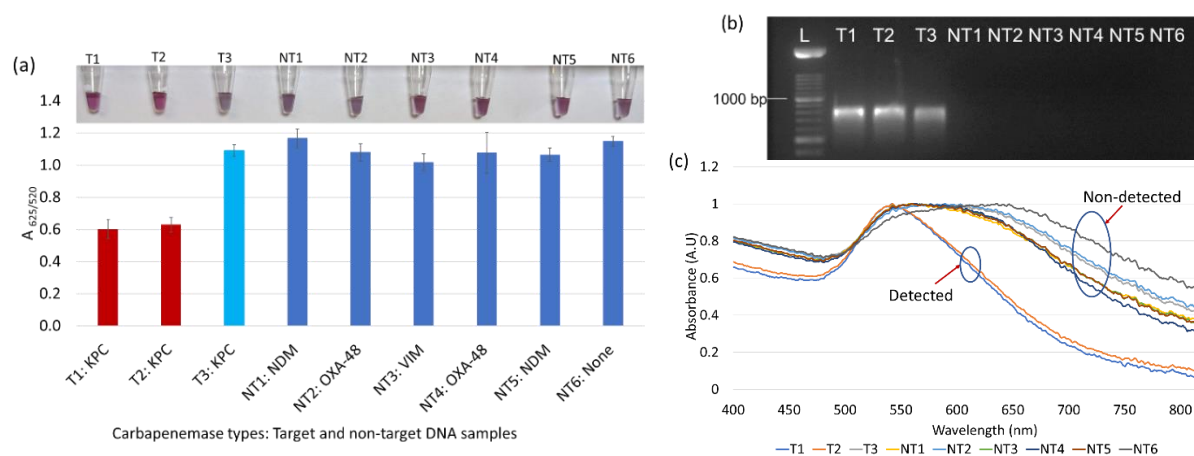 (a)
T1 T2 T3 NT1 NT2 NT3 NT4 NT5 NT6
1.4
1.2
1.0
0.8
0.6
0.4
0.2
0.0
A 625/520
T1: KPC
T2: KPC
T3: KPC
NT1: NDM
NT2: OXA-48
NT3: VIM
NT4: OXA-48
NT5: NDM
NT6: None
Carbapenemase types: Target and non-target DNA samples
(b)
L T1 T2 T3 NT1 NT2 NT3 NT4 NT5 NT6
1000 bp
(c)
1.2
1
0.8
0.6
0.4
0.2
0
Absorbance (A.U)
Non-detected
Detected
400 450 500 550 600 650 700 750 800
Wavelength (nm)
T1 T2 T3 NT1 NT2 NT3 NT4 NT5 NT6